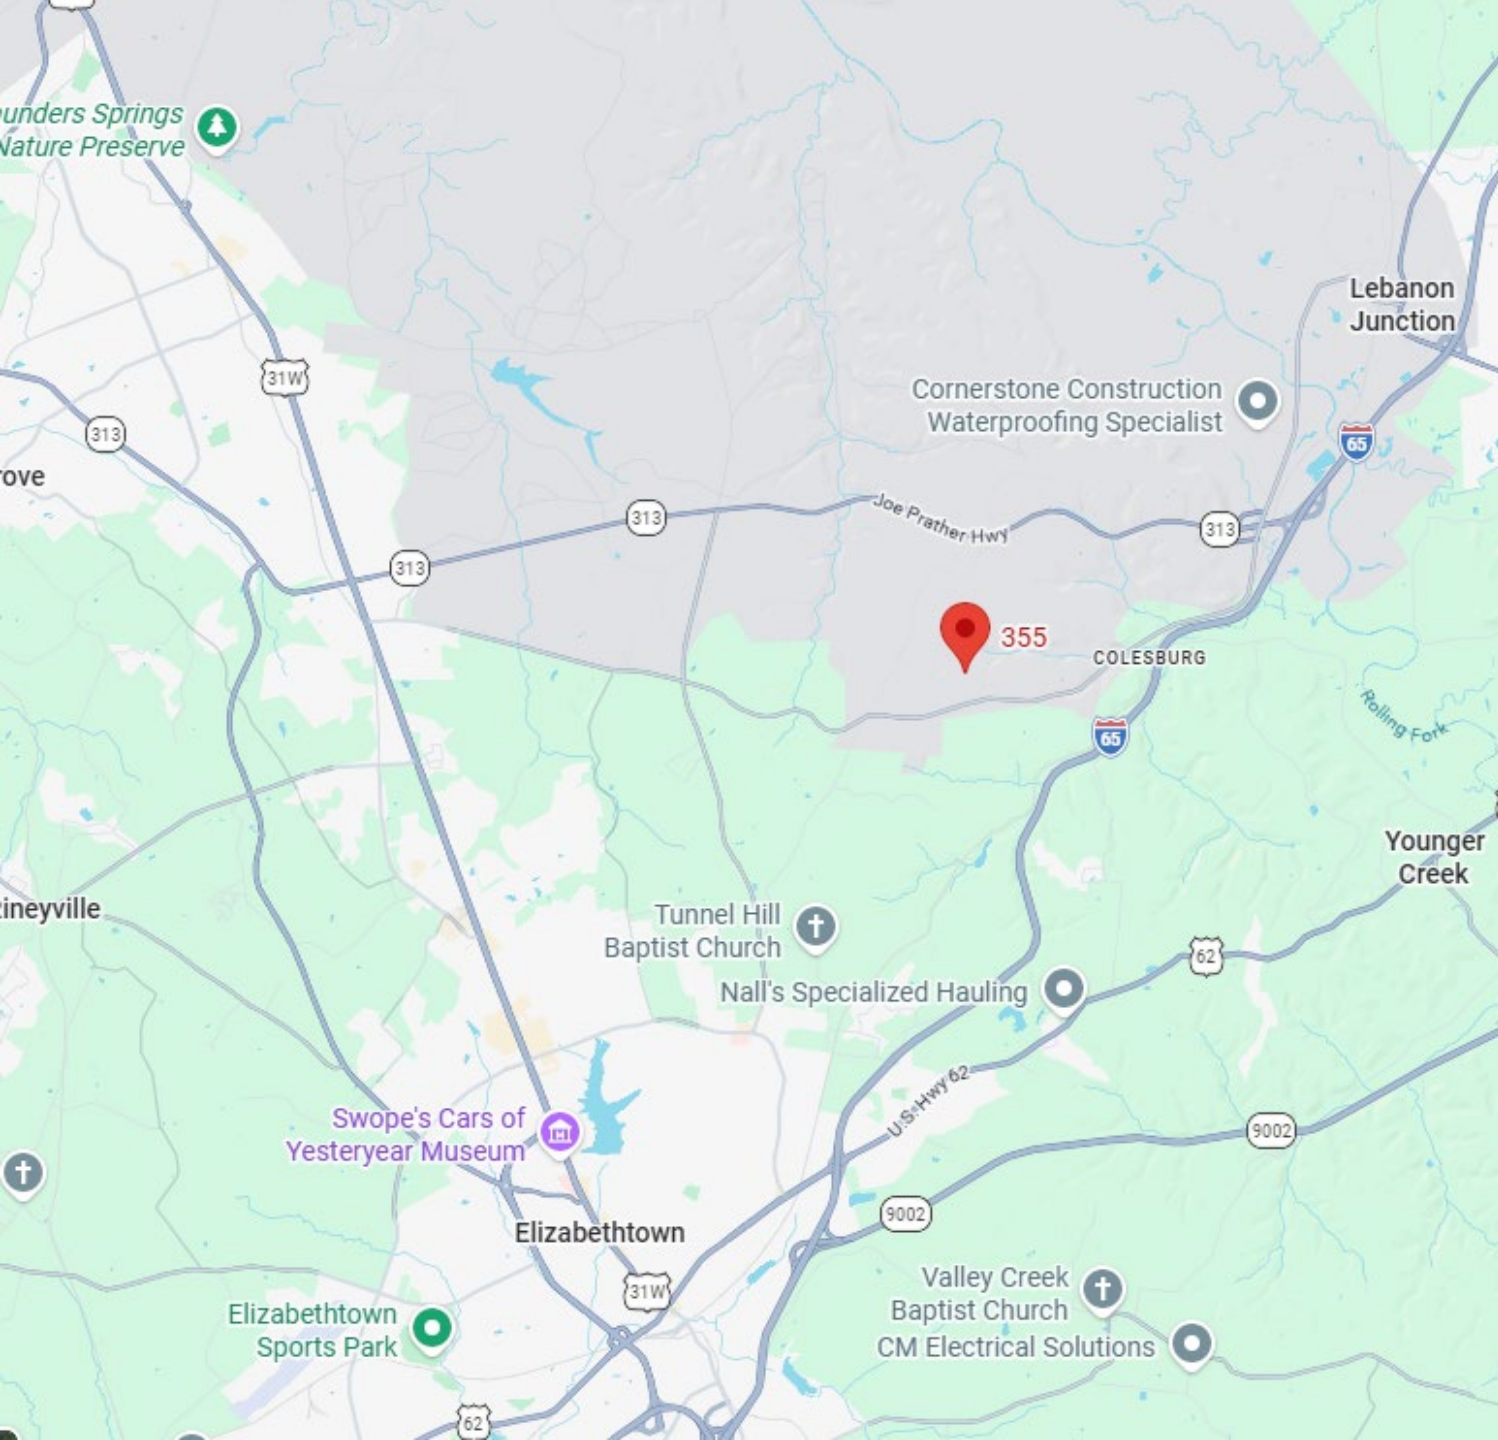 unders Springs
Nature Preserve
31W
313
rove
Lebanon
Junction
Cornerstone Construction
Waterproofing Specialist
65
313
Joe Prather Hwy
313
313
355
COLESBURG
65
Rolling Fork
Younger
Creek
ineyville
Tunnel Hill
Baptist Church
62
Nall's Specialized Hauling
U.S. Hwy 62
Swope's Cars of
Yesteryear Museum
9002
9002
Elizabethtown
31W
Valley Creek
Baptist Church
Elizabethtown
Sports Park
CM Electrical Solutions
62